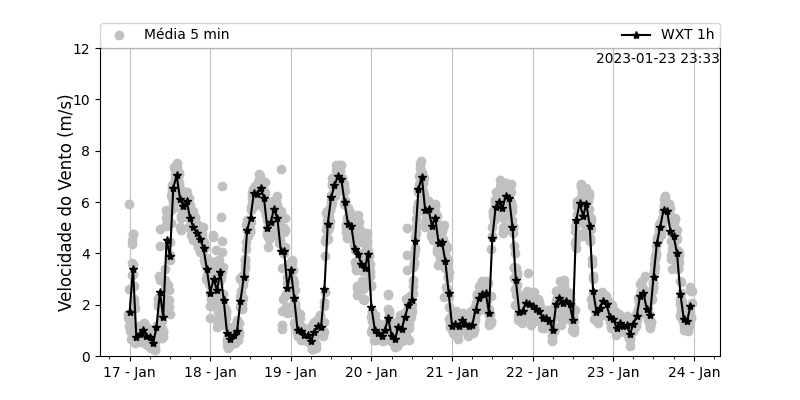 Média 5 min
WXT 1h
2023-01-23 23:33
Velocidade do Vento (m/s)
12
10
8
6
4
2
0
17 - Jan
18 - Jan
19 - Jan
20 - Jan
21 - Jan
22 - Jan
23 - Jan
24 - Jan